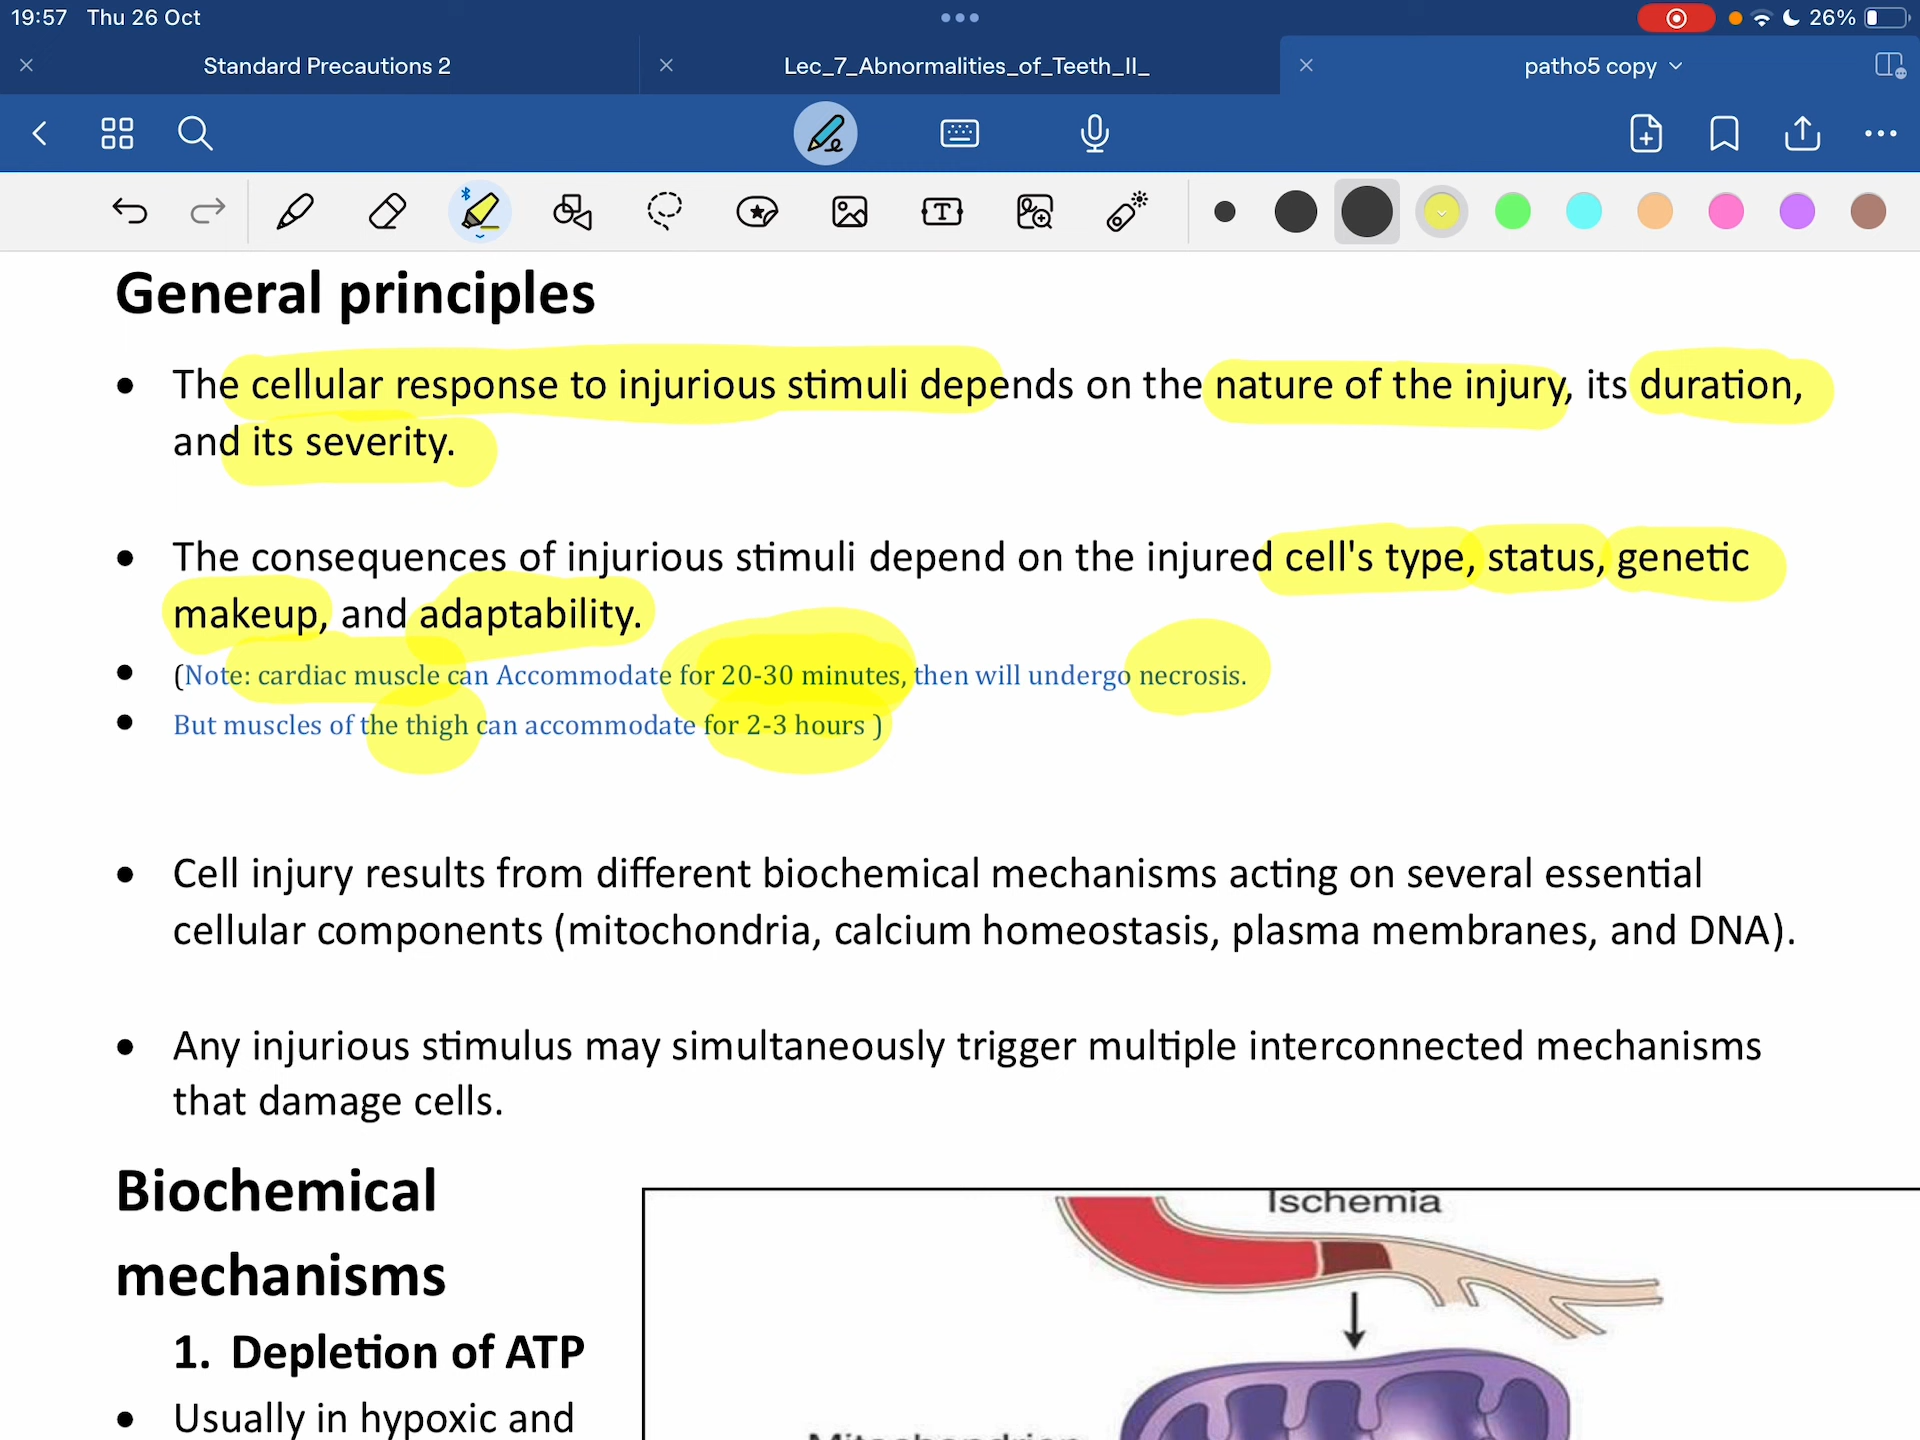 19:57 Thu 26 Oct
26%
Standard Precautions 2
Lec_7_Abnormalities_of_Teeth_II_
patho5 copy
General principles
• The cellular response to injurious stimuli depends on the nature of the injury, its duration,
and its severity.
• The consequences of injurious stimuli depend on the injured cell's type, status, genetic
makeup, and adaptability.
• (Note: cardiac muscle can Accommodate for 20-30 minutes, then will undergo necrosis.
• But muscles of the thigh can accommodate for 2-3 hours )
• Cell injury results from different biochemical mechanisms acting on several essential
cellular components (mitochondria, calcium homeostasis, plasma membranes, and DNA).
• Any injurious stimulus may simultaneously trigger multiple interconnected mechanisms
that damage cells.
Biochemical
mechanisms
1. Depletion of ATP
• Usually in hypoxic and
Ischemia